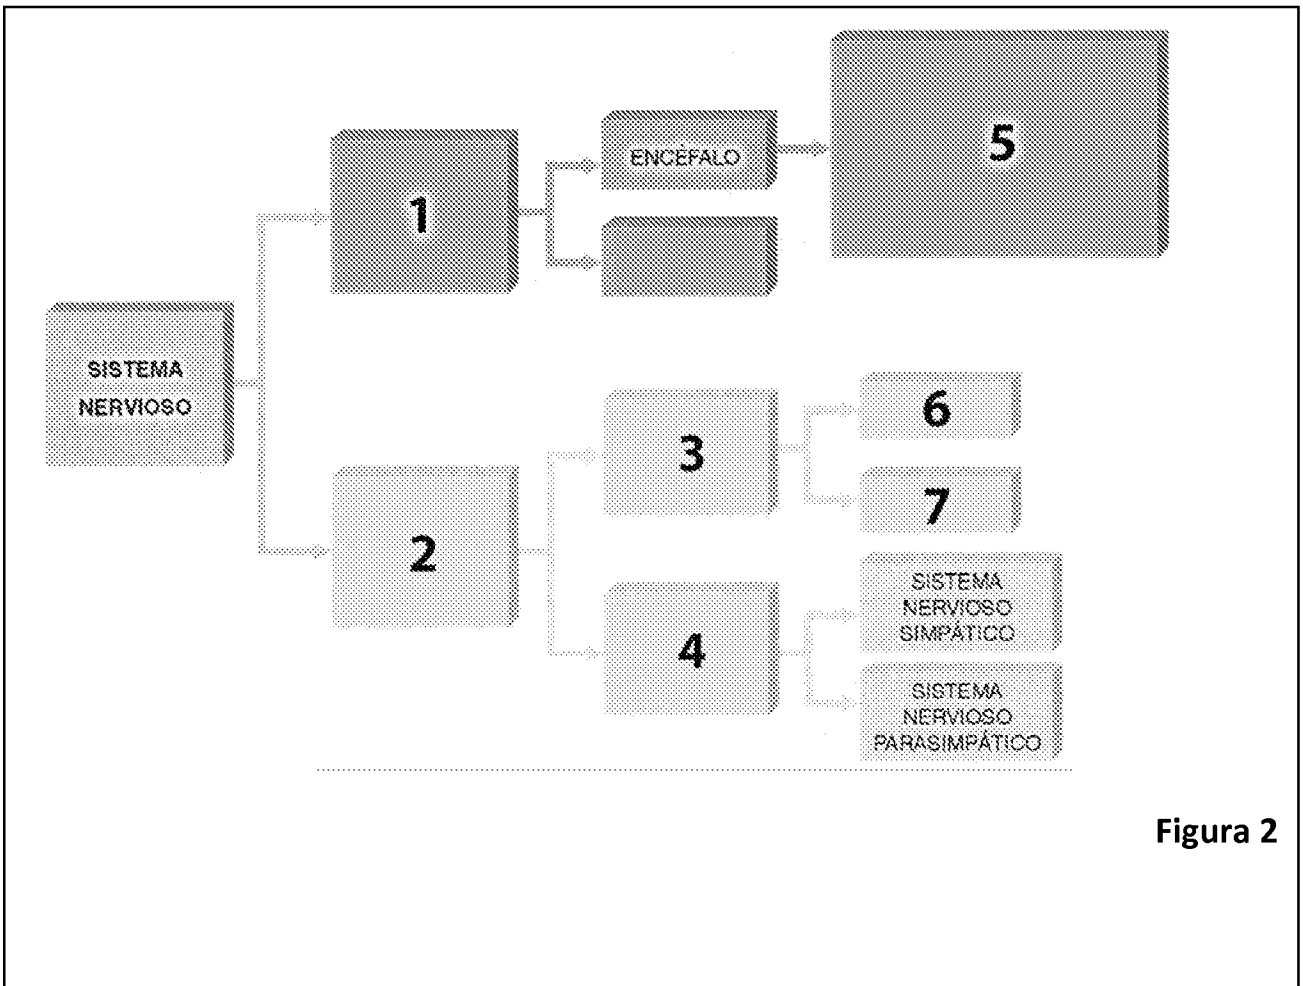 5
ENCÉFALO
1
SISTEMA
NERVIOSO
6
3
7
2
SISTEMA
NERVIOSO
SIMPÁTICO
4
SISTEMA
NERVIOSO
PARASIMPÁTICO
Figura 2